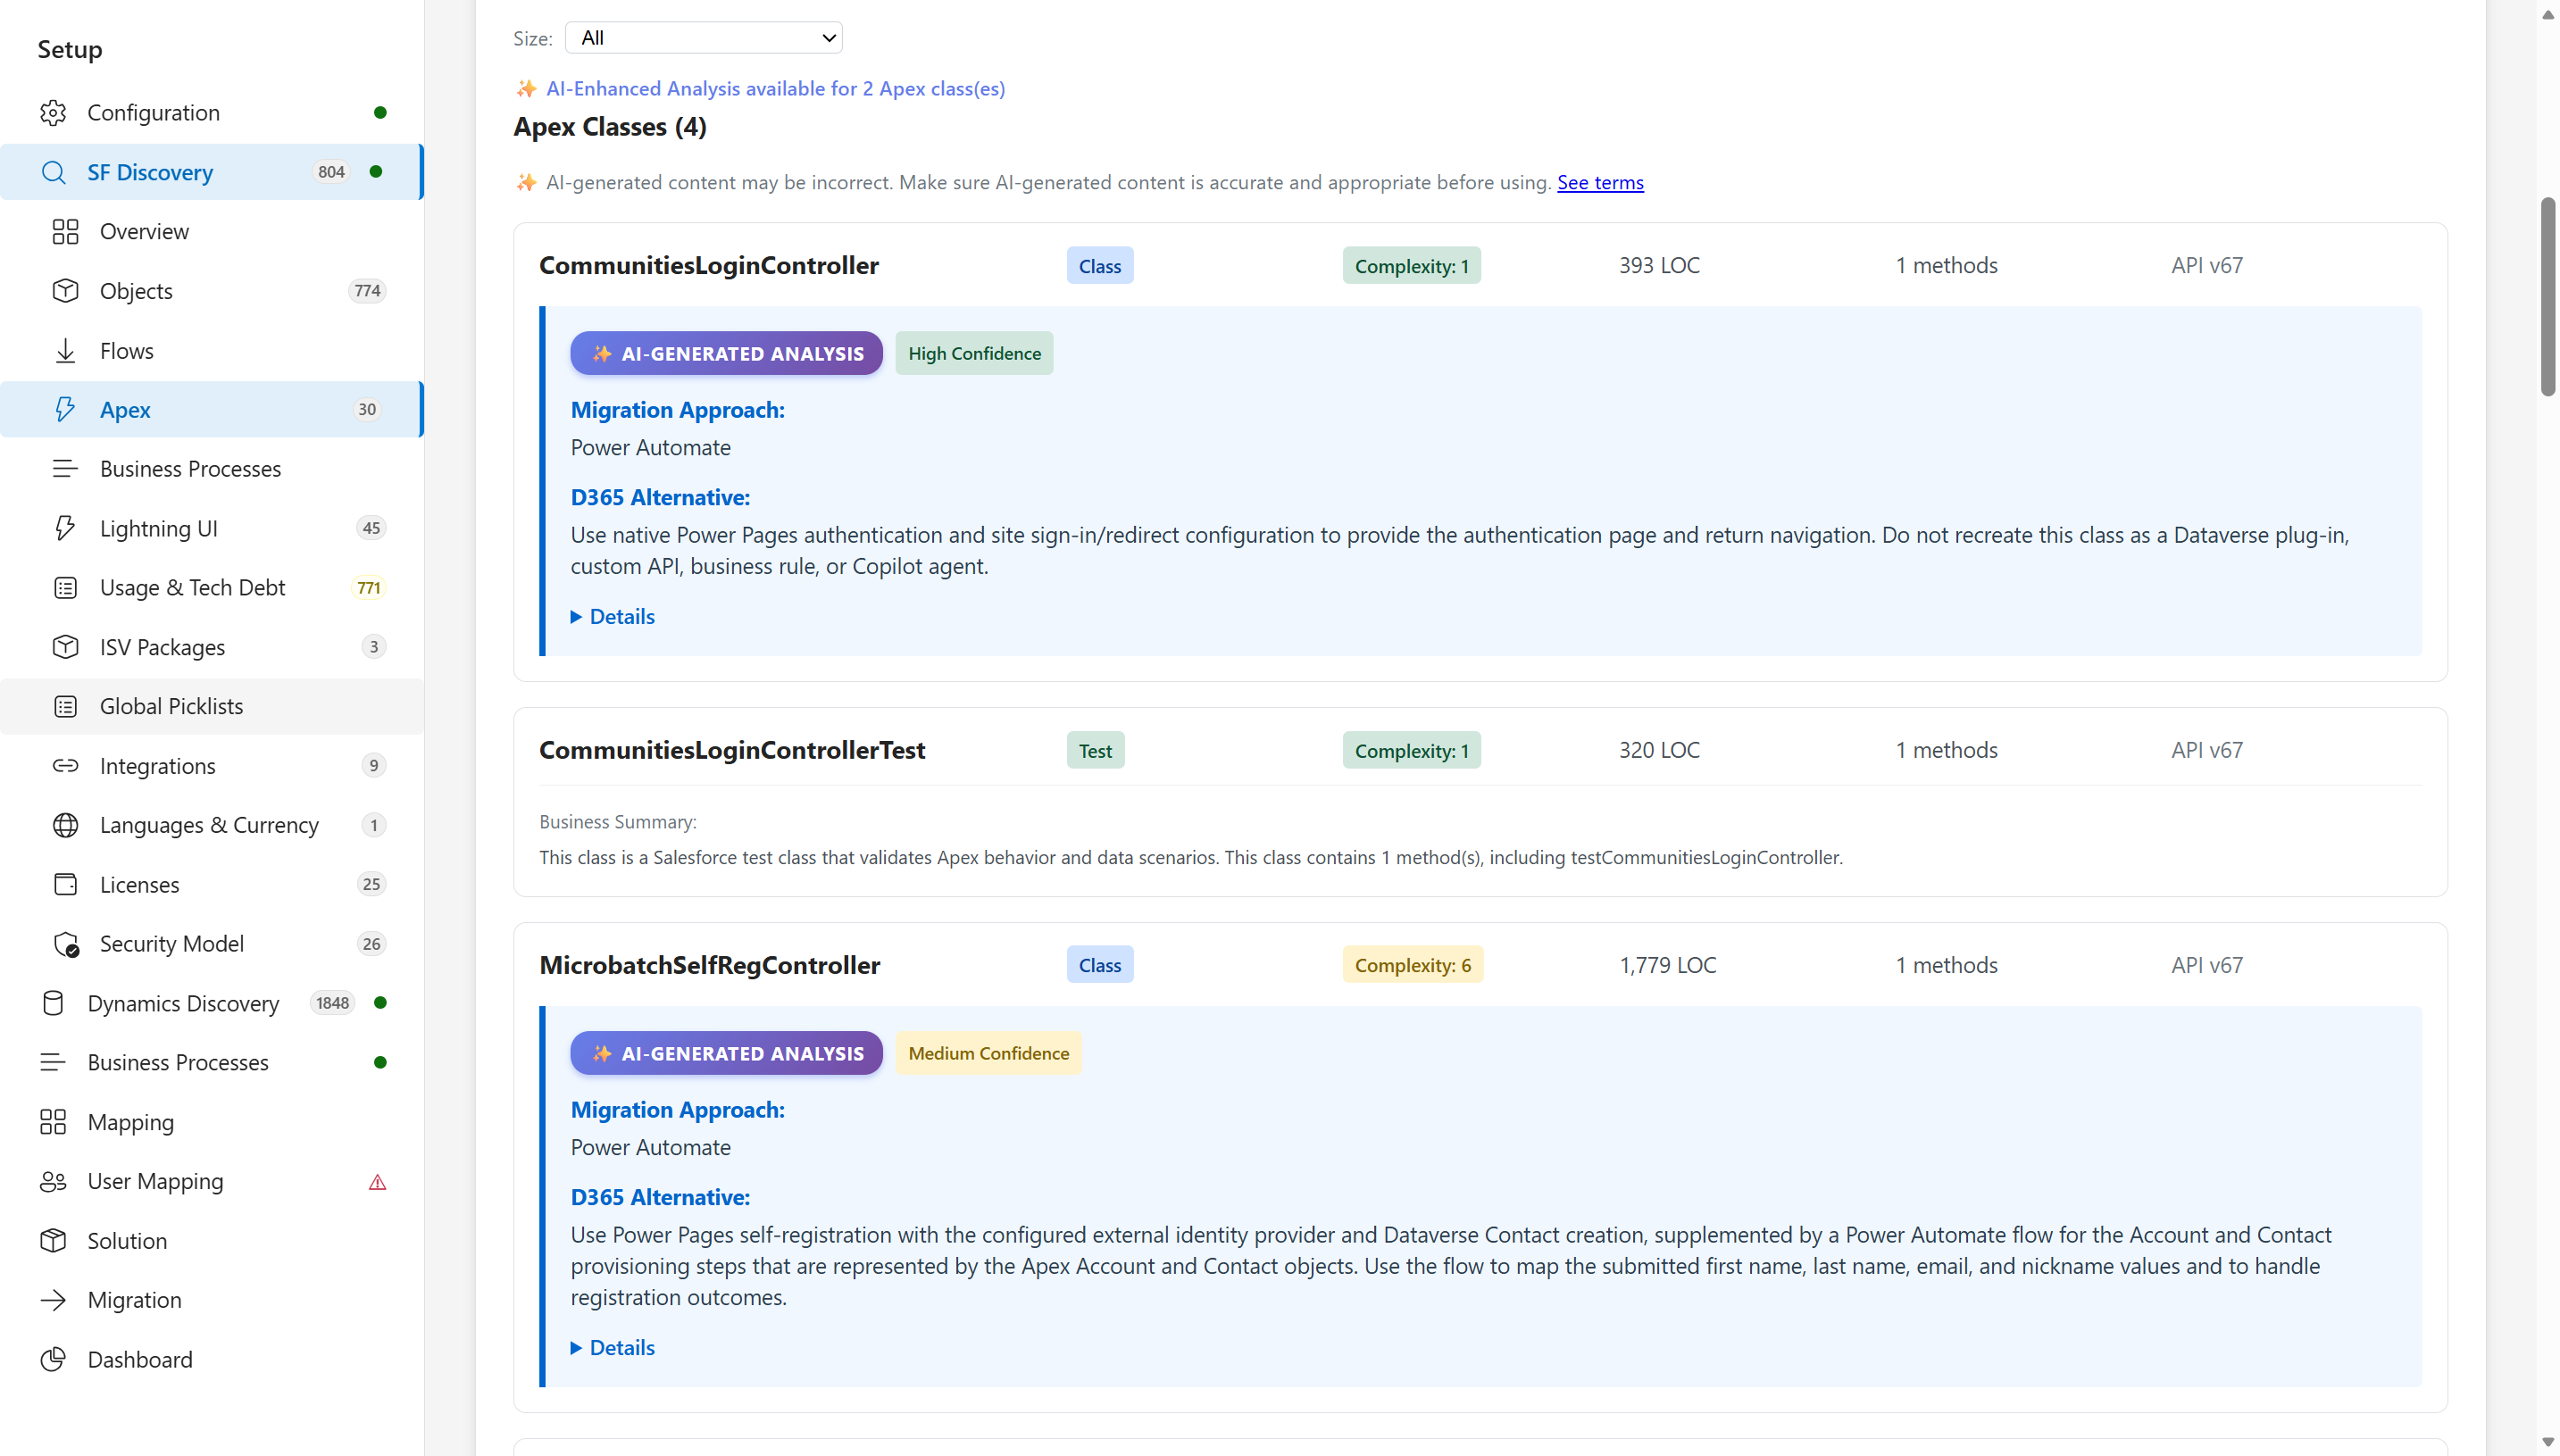 Setup
Configuration
SF Discovery 804
Overview
Objects 774
Flows
Apex 30
Business Processes
Lightning UI 45
Usage & Tech Debt 771
ISV Packages 3
Global Picklists
Integrations 9
Languages & Currency 1
Licenses 25
Security Model 26
Dynamics Discovery 1848
Business Processes
Mapping
User Mapping
Solution
Migration
Dashboard
Size: All
✨ AI-Enhanced Analysis available for 2 Apex class(es)
Apex Classes (4)
✨ AI-generated content may be incorrect. Make sure AI-generated content is accurate and appropriate before using. See terms
CommunitiesLoginController Class Complexity: 1 393 LOC 1 methods API v67
✨ AI-GENERATED ANALYSIS High Confidence
Migration Approach:
Power Automate
D365 Alternative:
Use native Power Pages authentication and site sign-in/redirect configuration to provide the authentication page and return navigation. Do not recreate this class as a Dataverse plug-in,
custom API, business rule, or Copilot agent.
▶ Details
CommunitiesLoginControllerTest Test Complexity: 1 320 LOC 1 methods API v67
Business Summary:
This class is a Salesforce test class that validates Apex behavior and data scenarios. This class contains 1 method(s), including testCommunitiesLoginController.
MicrobatchSelfRegController Class Complexity: 6 1,779 LOC 1 methods API v67
✨ AI-GENERATED ANALYSIS Medium Confidence
Migration Approach:
Power Automate
D365 Alternative:
Use Power Pages self-registration with the configured external identity provider and Dataverse Contact creation, supplemented by a Power Automate flow for the Account and Contact
provisioning steps that are represented by the Apex Account and Contact objects. Use the flow to map the submitted first name, last name, email, and nickname values and to handle
registration outcomes.
▶ Details